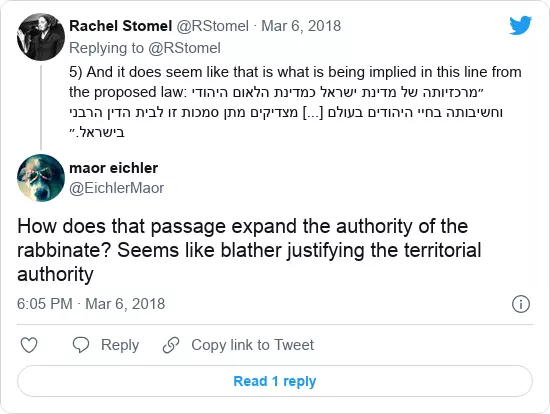 Rachel Stomel @RStomel · Mar 6, 2018
Replying to @RStomel
5) And it does seem like that is what is being implied in this line from
the proposed law: ״מרכזיותה של מדינת ישראל כמדינת הלאום היהודי
וחשיבותה בחיי היהודים בעולם [...] מצדיקים מתן סמכות זו לבית הדין הרבני
בישראל.״
maor eichler
@EichlerMaor
How does that passage expand the authority of the
rabbinate? Seems like blather justifying the territorial
authority
6:05 PM · Mar 6, 2018
Reply
Copy link to Tweet
Read 1 reply